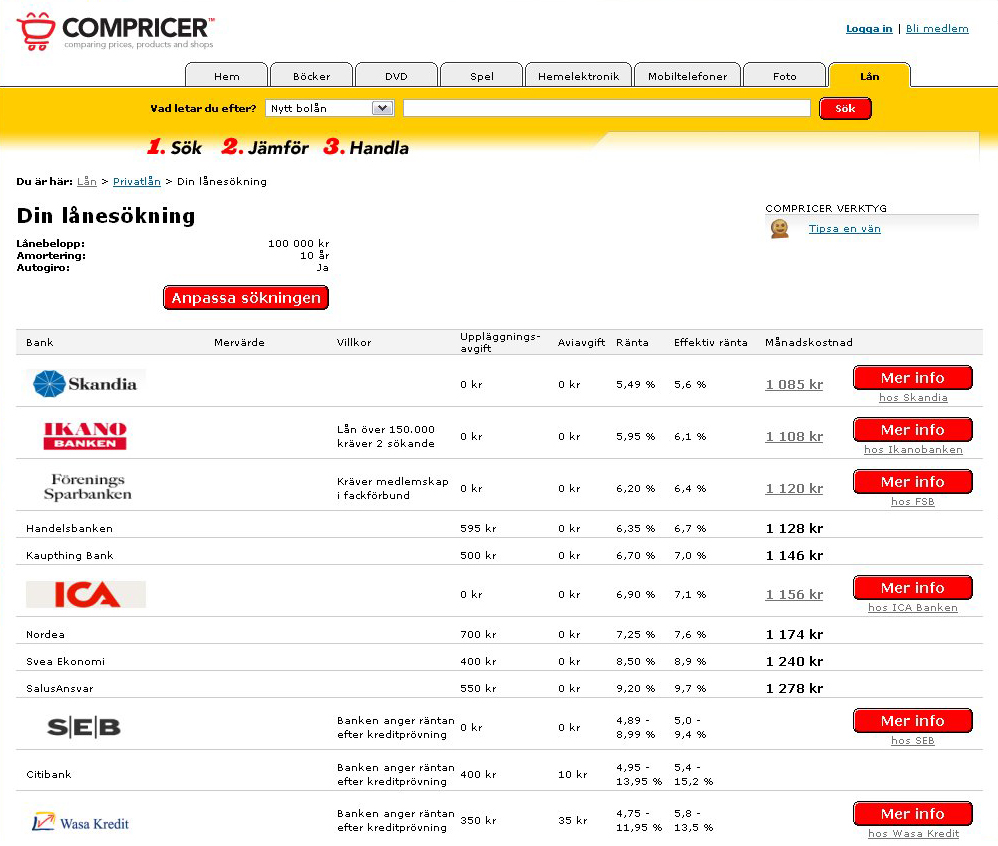 COMPRICER™
comparing prices, products and shops
Logga in | Bli medlem
Hem Böcker DVD Spel Hemelektronik Mobiltelefoner Foto Lån
Vad letar du efter? Nytt bolån Sök
1. Sök 2. Jämför 3. Handla
Du är här: Lån > Privatlån > Din lånesökning
Din lånesökning
COMPRICER VERKTYG
Tipsa en vän
Lånebelopp: 100 000 kr
Amortering: 10 år
Autogiro: Ja
Anpassa sökningen
Bank Mervärde Villkor Uppläggnings-avgift Aviavgift Ränta Effektiv ränta Månadskostnad
Skandia 0 kr 0 kr 5,49 % 5,6 % 1 085 kr Mer info
hos Skandia
IKANO
BANKEN
Lån över 150.000
kräver 2 sökande
0 kr 0 kr 5,95 % 6,1 % 1 108 kr Mer info
hos Ikanobanken
Förenings
Sparbanken
Kräver medlemskap
i fackförbund
0 kr 0 kr 6,20 % 6,4 % 1 120 kr Mer info
hos FSB
Handelsbanken 595 kr 0 kr 6,35 % 6,7 % 1 128 kr
Kaupthing Bank 500 kr 0 kr 6,70 % 7,0 % 1 146 kr
ICA 0 kr 0 kr 6,90 % 7,1 % 1 156 kr Mer info
hos ICA Banken
Nordea 700 kr 0 kr 7,25 % 7,6 % 1 174 kr
Svea Ekonomi 400 kr 0 kr 8,50 % 8,9 % 1 240 kr
SalusAnsvar 550 kr 0 kr 9,20 % 9,7 % 1 278 kr
SEB
Banken anger räntan
efter kreditprövning
0 kr 0 kr
4,89 -
8,99 %
5,0 -
9,4 %
Mer info
hos SEB
Citibank
Banken anger räntan
efter kreditprövning
400 kr 10 kr
4,95 -
13,95 %
5,4 -
15,2 %
Wasa Kredit
Banken anger räntan
efter kreditprövning
350 kr 35 kr
4,75 -
11,95 %
5,8 -
13,5 %
Mer info
hos Wasa Kredit